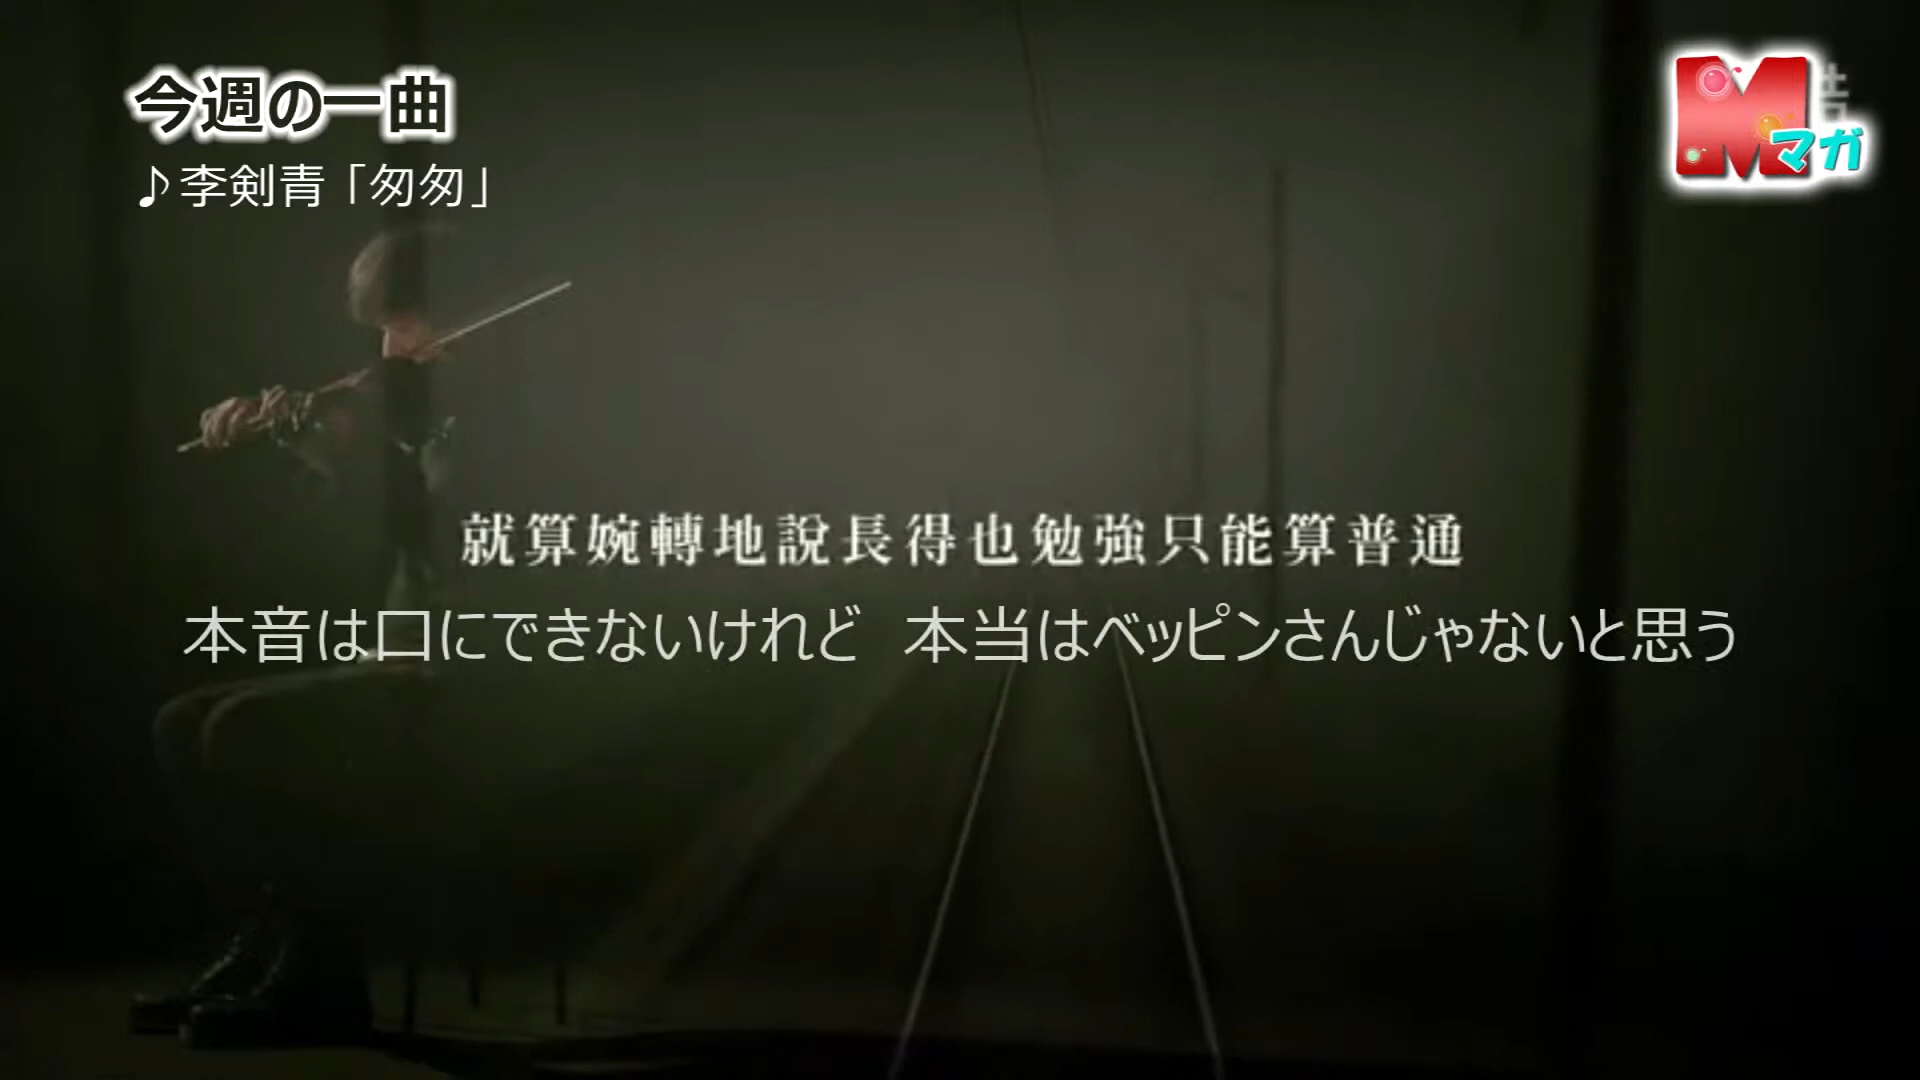 今週の一曲
♪李剣青「匆匆」
M
マガ
就算婉轉地說長得也勉強只能算普通
本音は口にできないけれど 本当はベッピンさんじゃないと思う